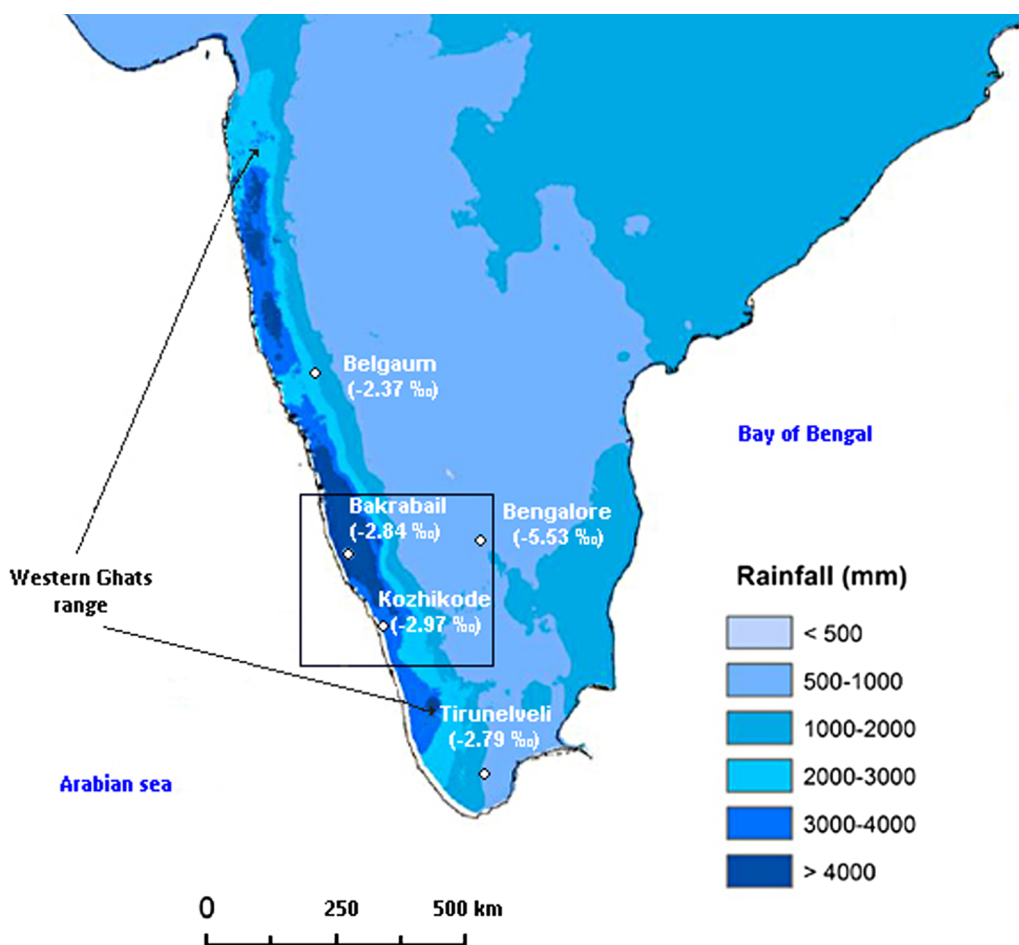 Belgaum
(-2.37 ‰)
Bay of Bengal
Bakrabail
(-2.84 ‰)
Bengalore
(-5.53 ‰)
Western Ghats
range
Kozhikode
(-2.97 ‰)
Tirunelveli
(-2.79 ‰)
Arabian sea
Rainfall (mm)
< 500
500-1000
1000-2000
2000-3000
3000-4000
> 4000
0 250 500 km